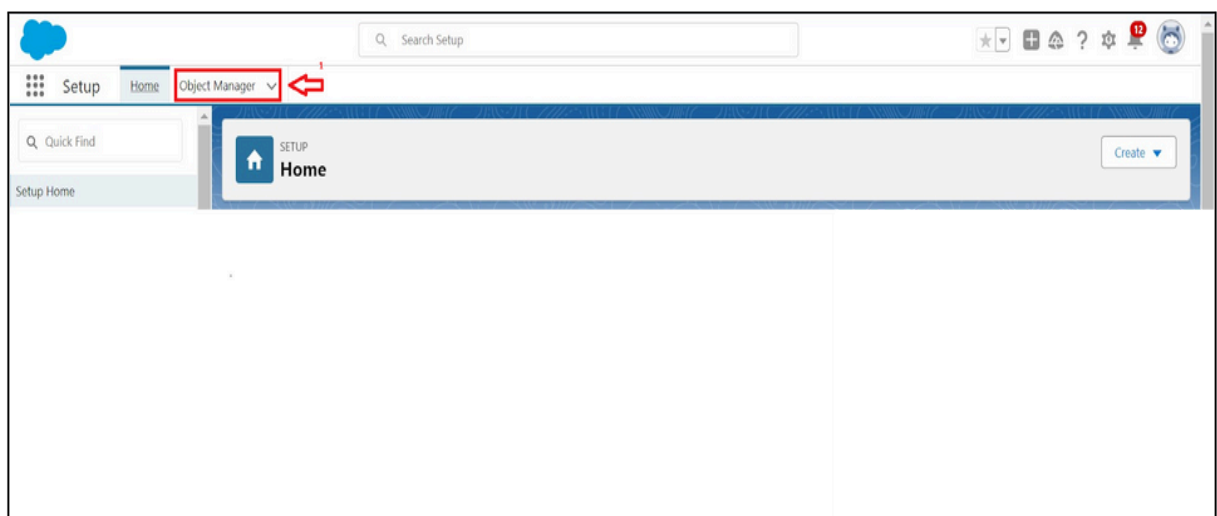 Search Setup
12
1
Setup Home Object Manager
Quick Find
SETUP
Home
Create
Setup Home